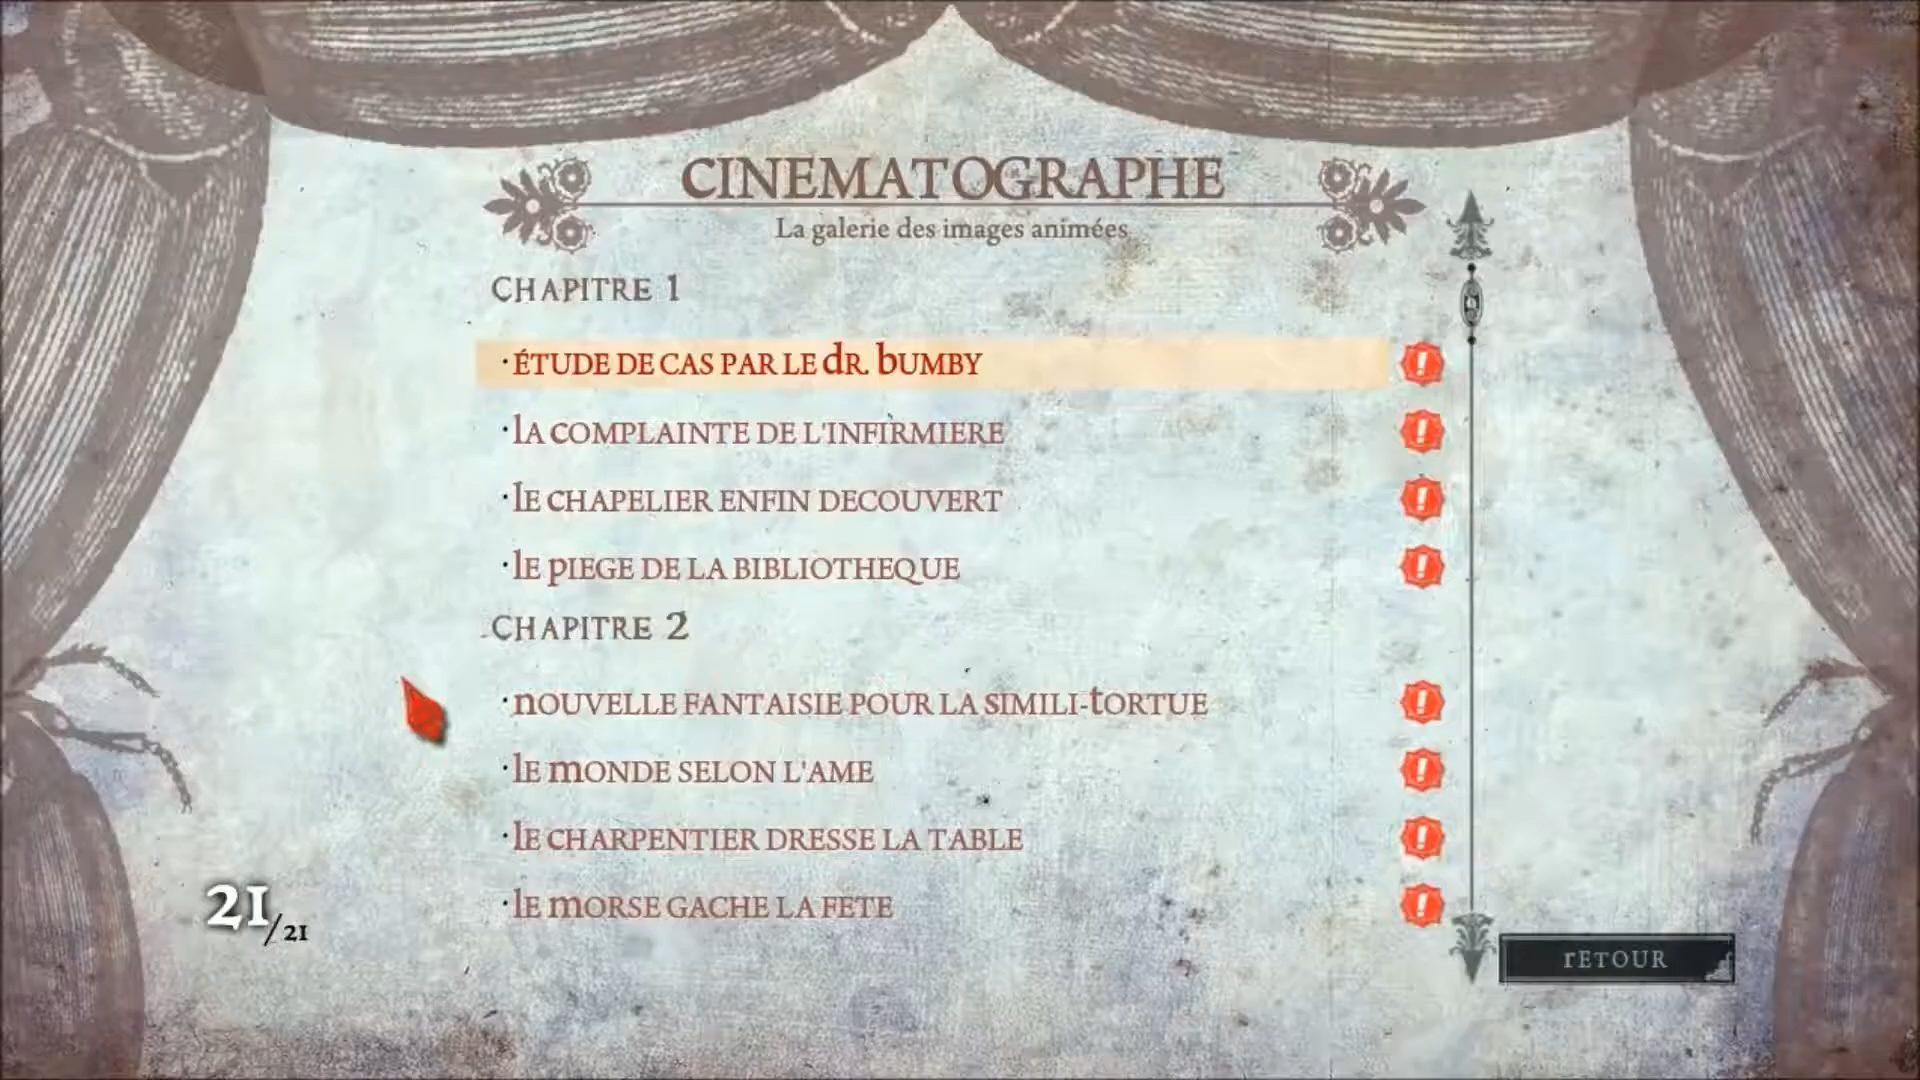 CINEMATOGRAPHE
La galerie des images animées
CHAPITRE 1
·ÉTUDE DE CAS PAR LE dR. bUMBY
·lA COMPLAINTE DE L'INFIRMIERE
·lE CHAPELIER ENFIN DECOUVERT
·lE PIEGE DE LA BIBLIOTHEQUE
CHAPITRE 2
·nOUVELLE FANTAISIE POUR LA SIMILI-tORTUE
·lE mONDE SELON L'AME
·lE CHARPENTIER DRESSE LA TABLE
·lE mORSE GACHE LA FETE
21/21
rETOUR